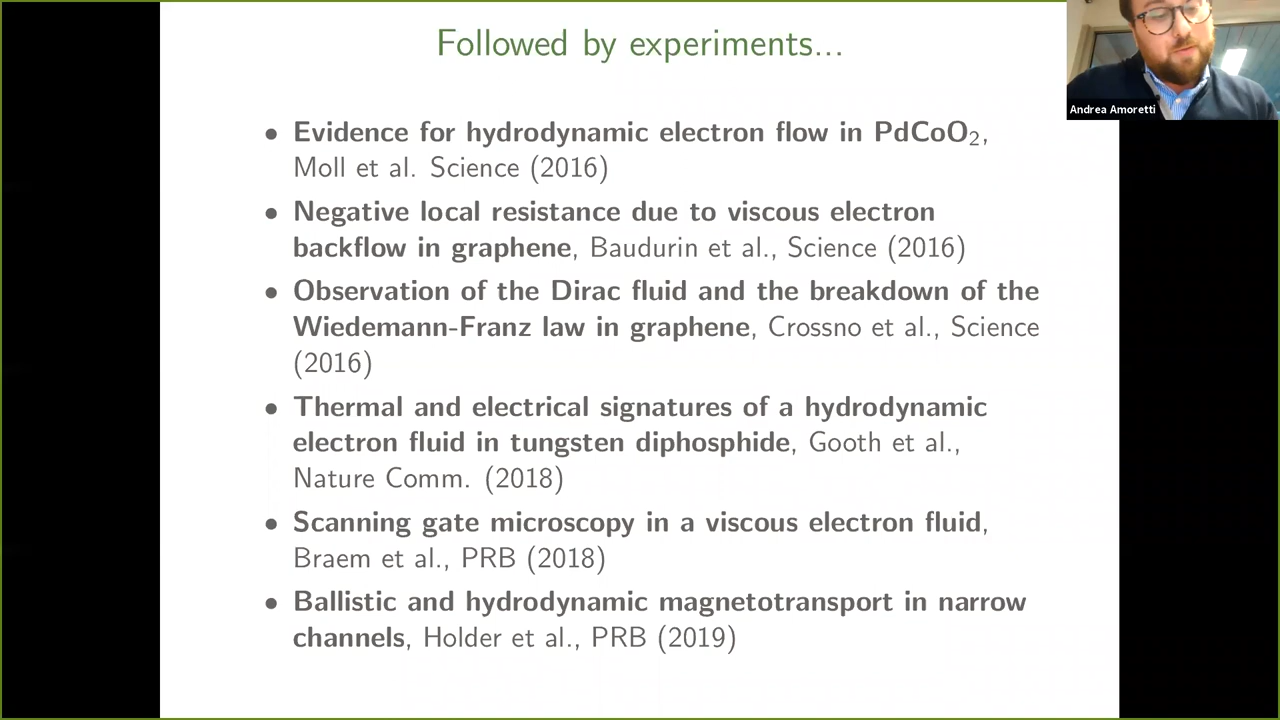 Followed by experiments...
Andrea Amoretti
• Evidence for hydrodynamic electron flow in PdCoO₂,
Moll et al. Science (2016)
• Negative local resistance due to viscous electron
backflow in graphene, Baudurin et al., Science (2016)
• Observation of the Dirac fluid and the breakdown of the
Wiedemann-Franz law in graphene, Crossno et al., Science
(2016)
• Thermal and electrical signatures of a hydrodynamic
electron fluid in tungsten diphosphide, Gooth et al.,
Nature Comm. (2018)
• Scanning gate microscopy in a viscous electron fluid,
Braem et al., PRB (2018)
• Ballistic and hydrodynamic magnetotransport in narrow
channels, Holder et al., PRB (2019)